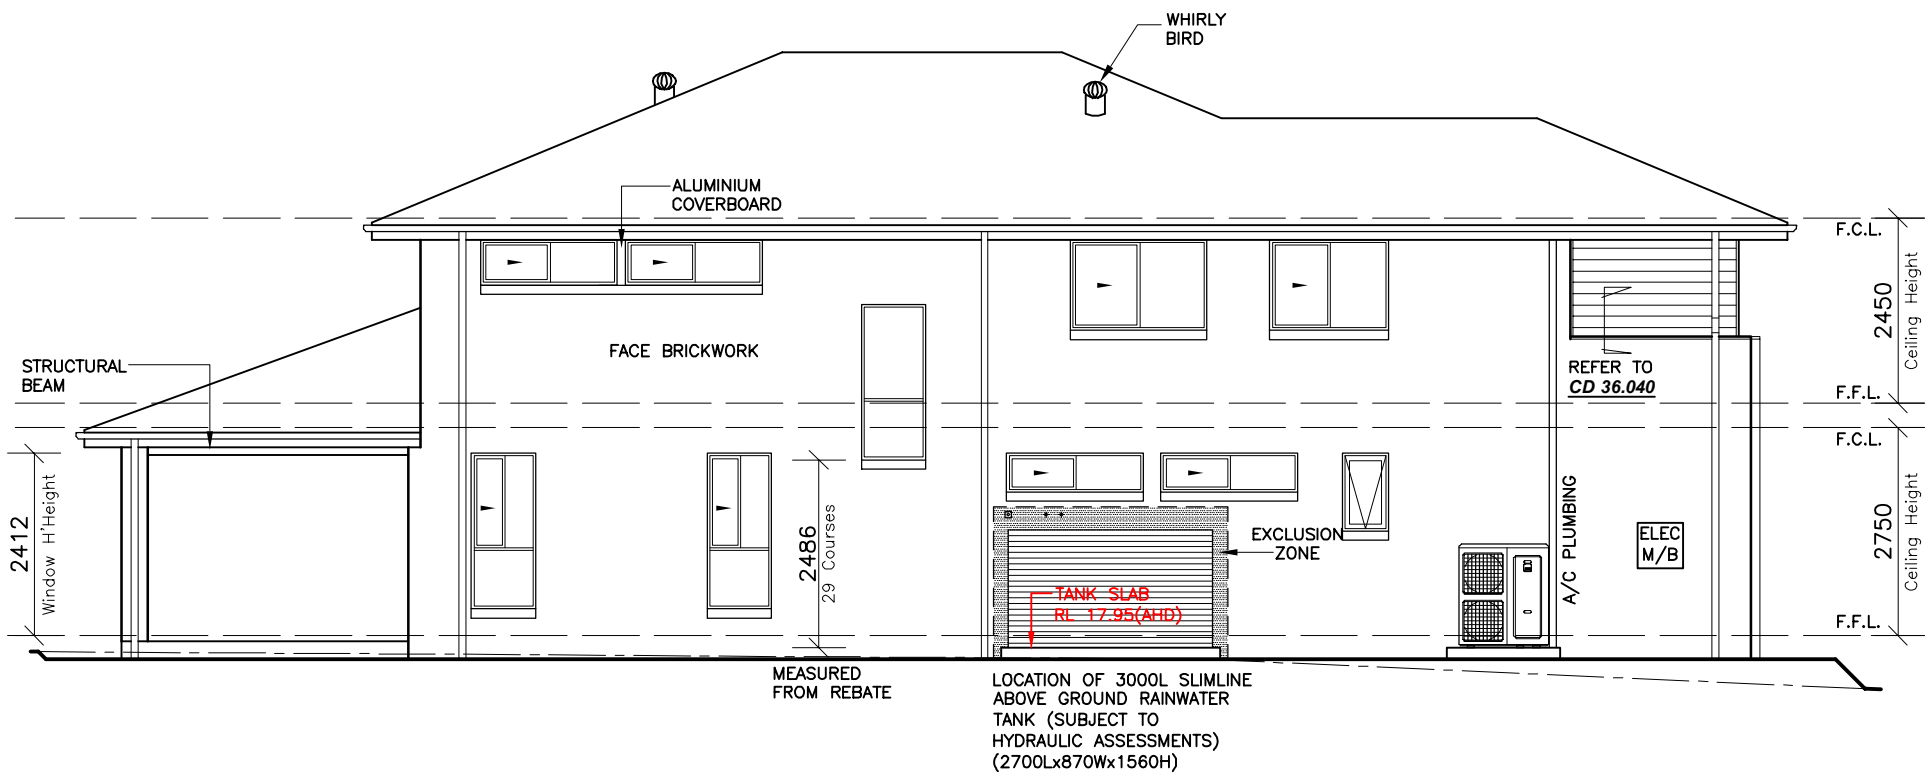 WHIRLY
BIRD
ALUMINIUM
COVERBOARD
F.C.L.
2450
Ceiling Height
FACE BRICKWORK
STRUCTURAL
BEAM
REFER TO
CD 36.040
F.F.L.
F.C.L.
2412
Window H'Height
2486
29 Courses
EXCLUSION
ZONE
A/C PLUMBING
ELEC
M/B
2750
Ceiling Height
TANK SLAB
RL 17.95(AHD)
F.F.L.
MEASURED
FROM REBATE
LOCATION OF 3000L SLIMLINE
ABOVE GROUND RAINWATER
TANK (SUBJECT TO
HYDRAULIC ASSESSMENTS)
(2700Lx870Wx1560H)